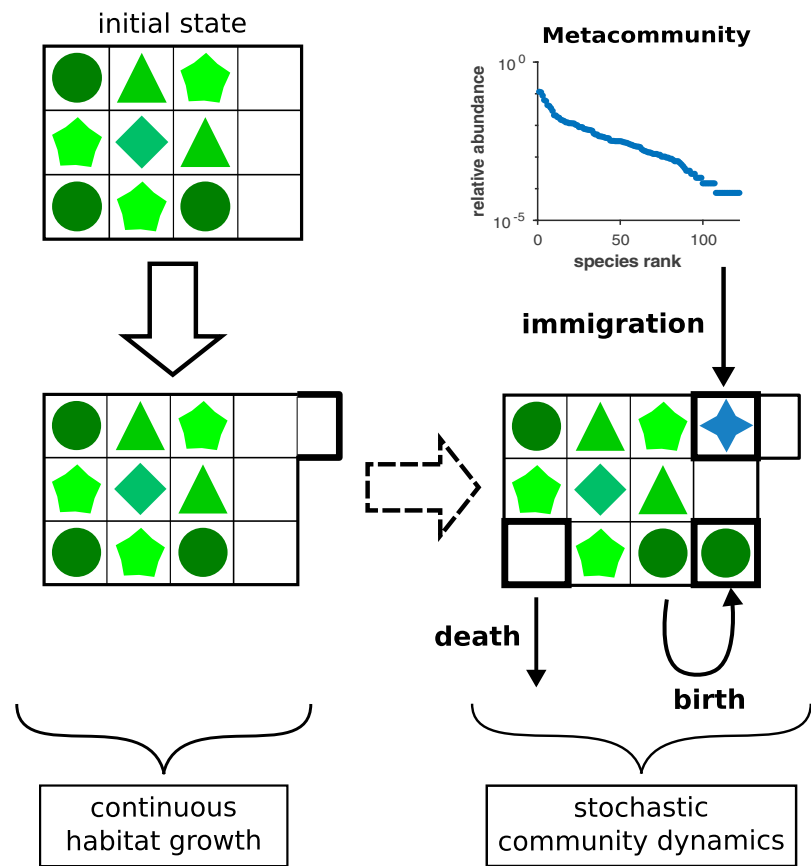 initial state
Metacommunity
10^0
relative abundance
10^-5
0
50
100
species rank
immigration
death
birth
continuous
habitat growth
stochastic
community dynamics